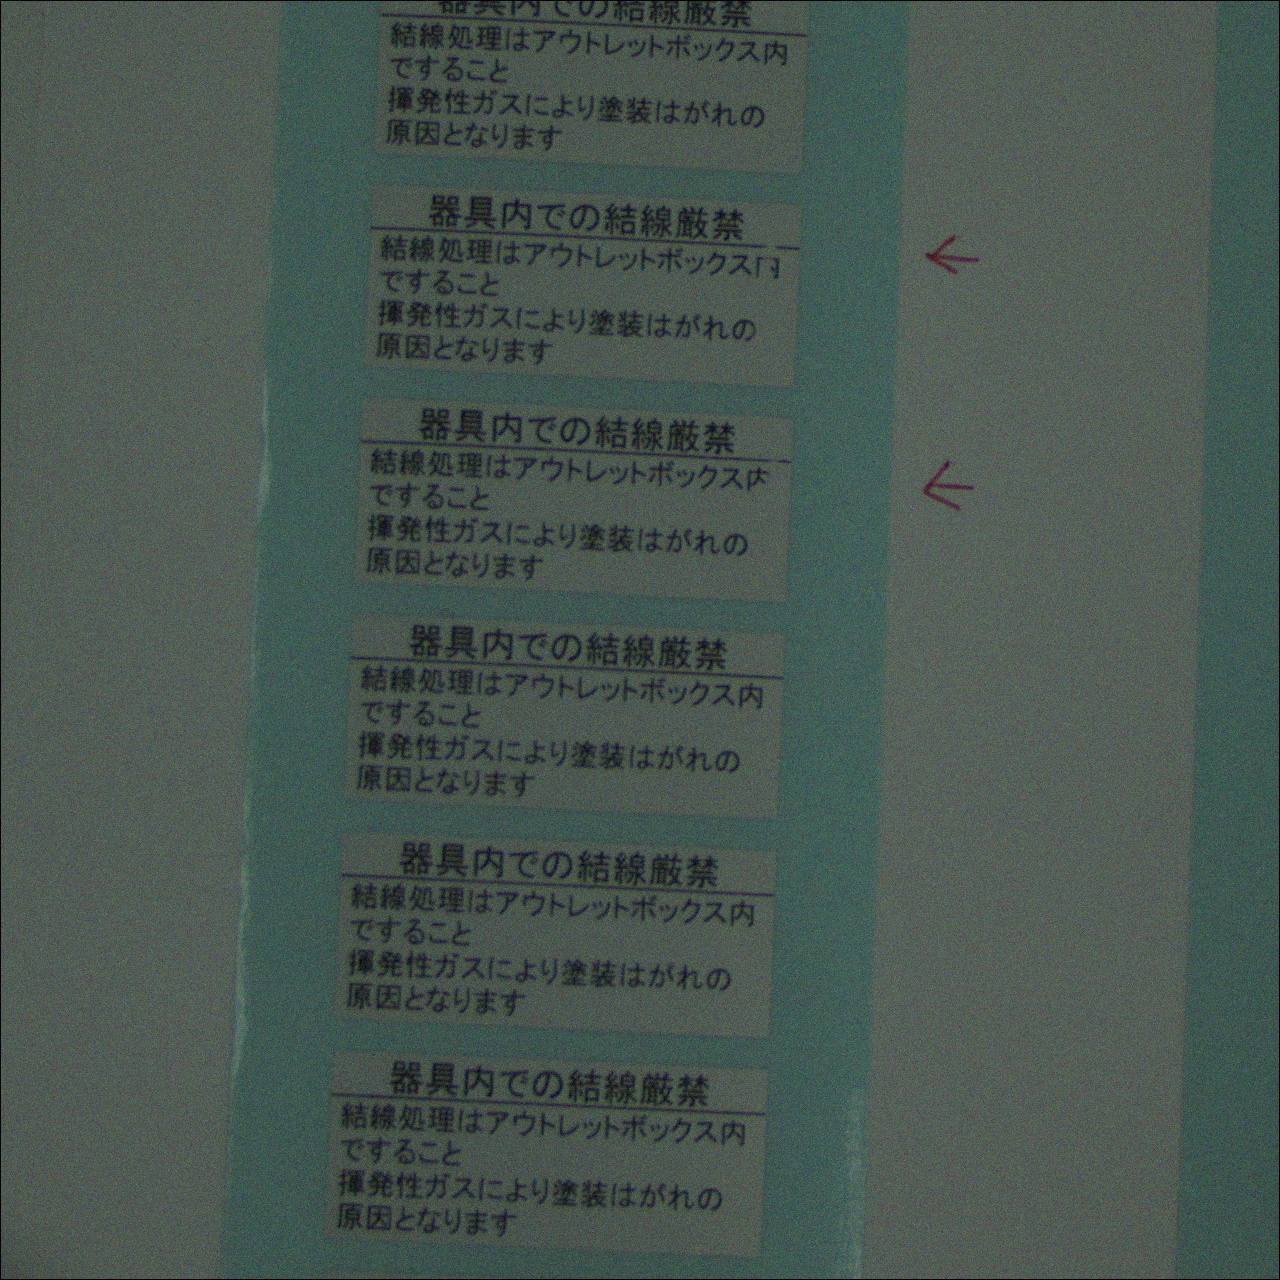 器具内での結線厳禁
結線処理はアウトレットボックス内
ですること
揮発性ガスにより塗装はがれの
原因となります
器具内での結線厳禁
結線処理はアウトレットボックス内
ですること
揮発性ガスにより塗装はがれの
原因となります
器具内での結線厳禁
結線処理はアウトレットボックス内
ですること
揮発性ガスにより塗装はがれの
原因となります
器具内での結線厳禁
結線処理はアウトレットボックス内
ですること
揮発性ガスにより塗装はがれの
原因となります
器具内での結線厳禁
結線処理はアウトレットボックス内
ですること
揮発性ガスにより塗装はがれの
原因となります
器具内での結線厳禁
結線処理はアウトレットボックス内
ですること
揮発性ガスにより塗装はがれの
原因となります